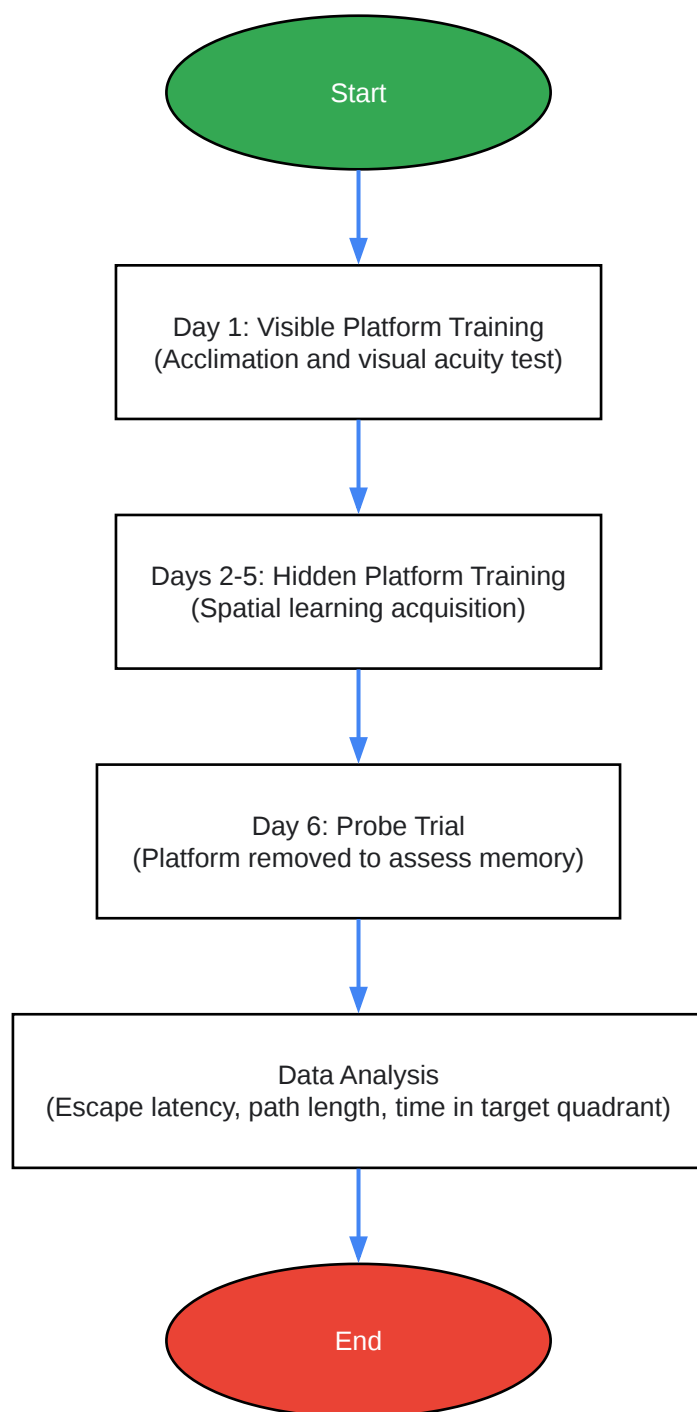 Start
Day 1: Visible Platform Training
(Acclimation and visual acuity test)
Days 2-5: Hidden Platform Training
(Spatial learning acquisition)
Day 6: Probe Trial
(Platform removed to assess memory)
Data Analysis
(Escape latency, path length, time in target quadrant)
End